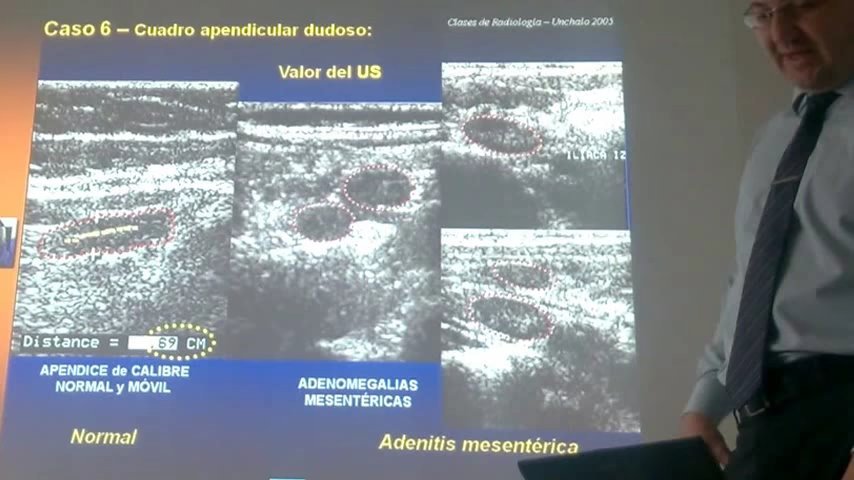 Caso 6 – Cuadro apendicular dudoso:
Clases de Radiología – Unchalo 2005
Valor del US
ILIACA IZ
Distance = 69 CM
APENDICE de CALIBRE
NORMAL y MÓVIL
ADENOMEGALIAS
MESENTÉRICAS
Normal
Adenitis mesentérica